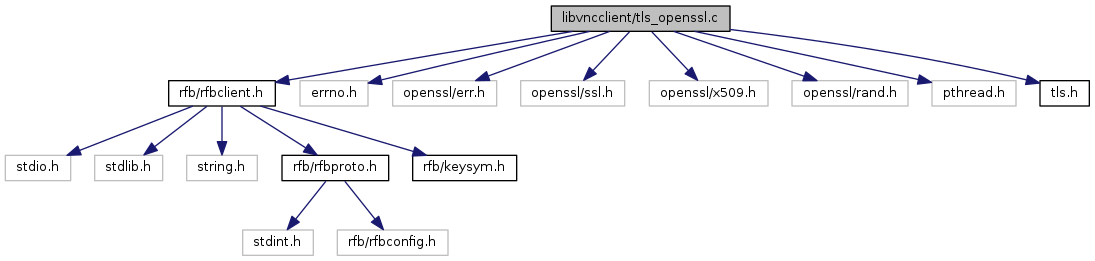 libvncclient/tls_openssl.c
rfb/rfbclient.h
errno.h
openssl/err.h
openssl/ssl.h
openssl/x509.h
openssl/rand.h
pthread.h
tls.h
stdio.h
stdlib.h
string.h
rfb/rfbproto.h
rfb/keysym.h
stdint.h
rfb/rfbconfig.h